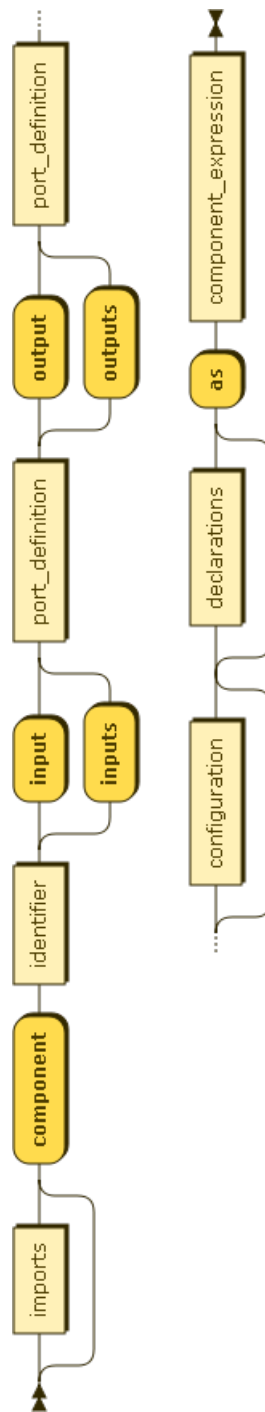 imports
component
identifier
input
inputs
port_definition
output
outputs
port_definition
configuration
declarations
as
component_expression